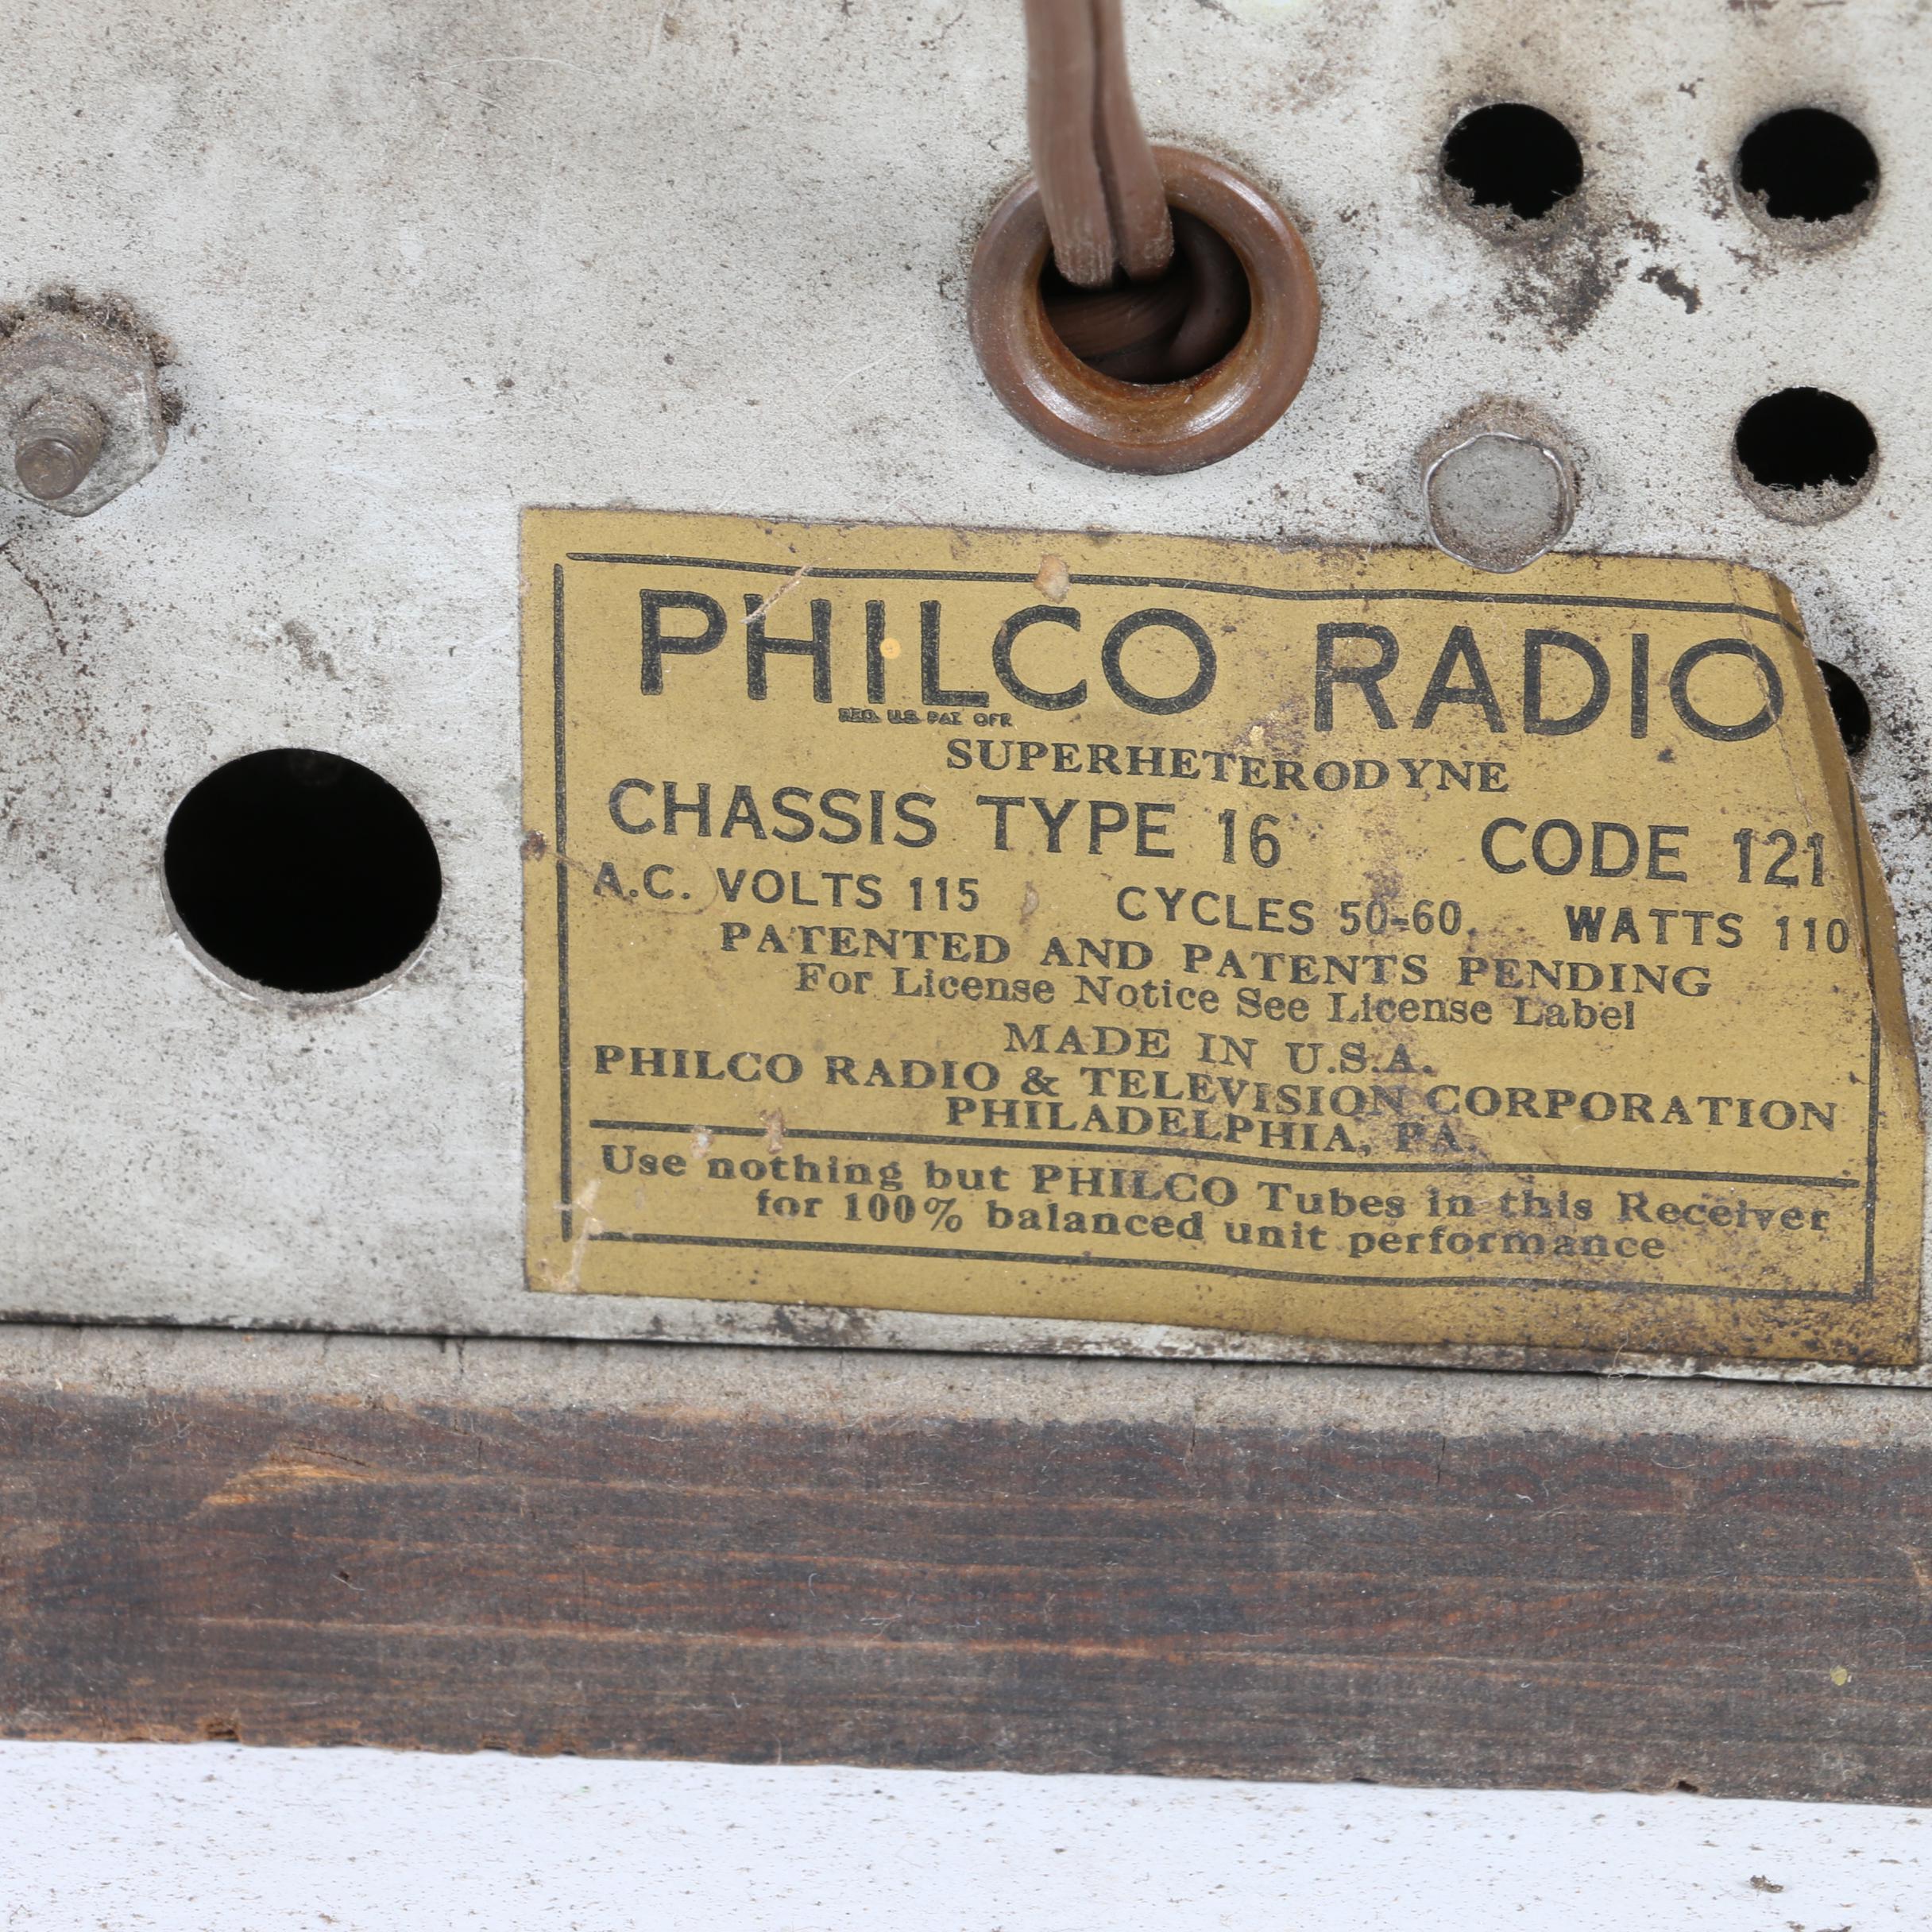 PHILCO RADIO
REG. U.S. PAT. OFR
SUPERHETERODYNE
CHASSIS TYPE 16 CODE 121
A.C. VOLTS 115 CYCLES 50-60 WATTS 110
PATENTED AND PATENTS PENDING
For License Notice See License Label
MADE IN U.S.A.
PHILCO RADIO & TELEVISION CORPORATION
PHILADELPHIA, PA.
Use nothing but PHILCO Tubes in this Receiver
for 100% balanced unit performance